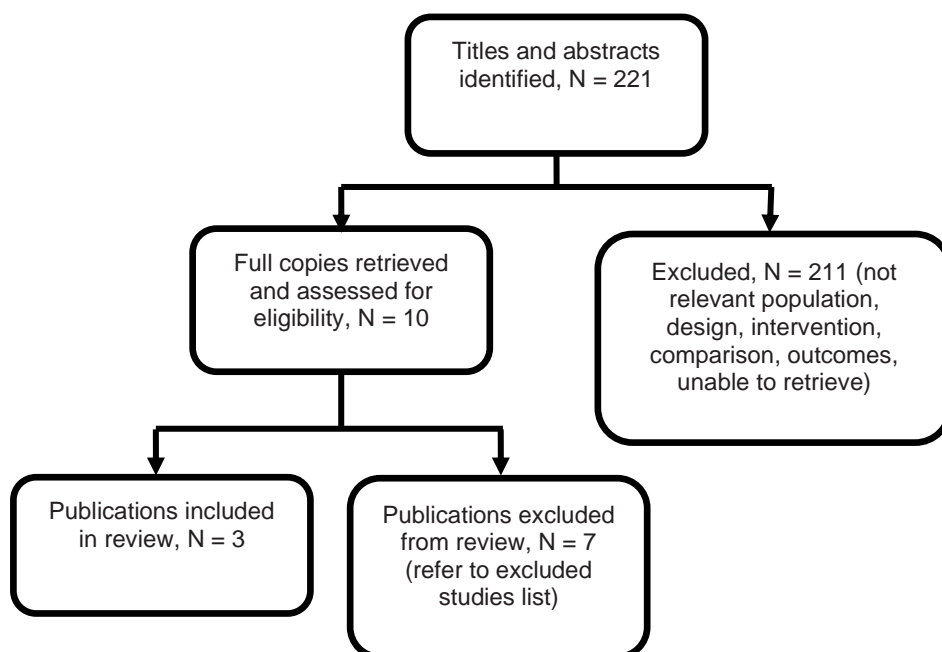 Titles and abstracts
identified, N = 221
Full copies retrieved
and assessed for
eligibility, N = 10
Excluded, N = 211 (not
relevant population,
design, intervention,
comparison, outcomes,
unable to retrieve)
Publications included
in review, N = 3
Publications excluded
from review, N = 7
(refer to excluded
studies list)